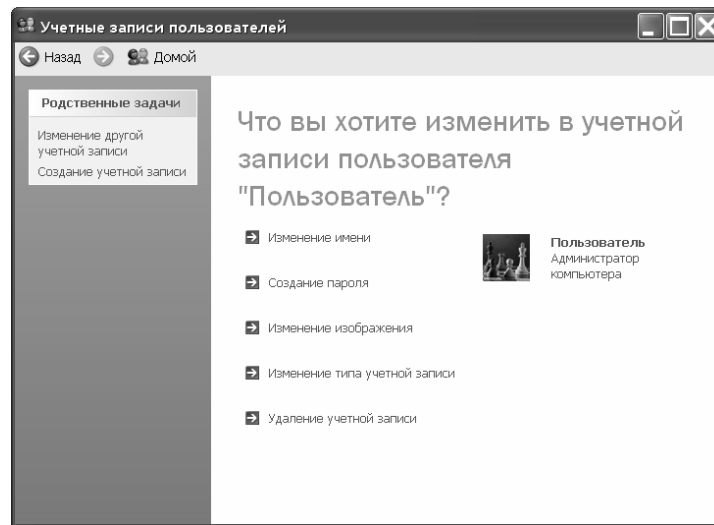 Учетные записи пользователей
Назад
Домой
Родственные задачи
Изменение другой
учетной записи
Создание учетной записи
Что вы хотите изменить в учетной
записи пользователя
"Пользователь"?
Изменение имени
Создание пароля
Изменение изображения
Изменение типа учетной записи
Удаление учетной записи
Пользователь
Администратор
компьютера